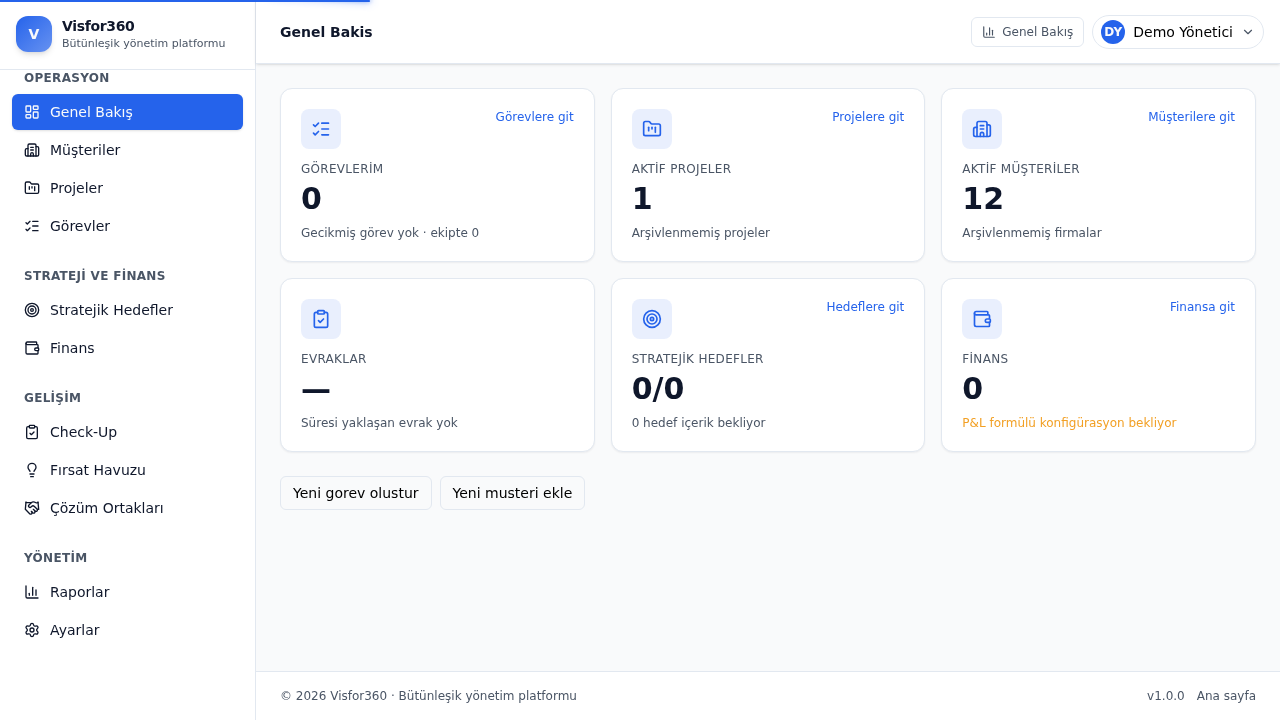 V
Visfor360
Bütünleşik yönetim platformu
OPERASYON
Genel Bakış
Müşteriler
Projeler
Görevler
STRATEJİ VE FİNANS
Stratejik Hedefler
Finans
GELİŞİM
Check-Up
Fırsat Havuzu
Çözüm Ortakları
YÖNETİM
Raporlar
Ayarlar
Genel Bakis
Genel Bakış
DY Demo Yönetici
Görevlere git
GÖREVLERİM
0
Gecikmiş görev yok · ekipte 0
Projelere git
AKTİF PROJELER
1
Arşivlenmemiş projeler
Müşterilere git
AKTİF MÜŞTERİLER
12
Arşivlenmemiş firmalar
EVRAKLAR
—
Süresi yaklaşan evrak yok
Hedeflere git
STRATEJİK HEDEFLER
0/0
0 hedef içerik bekliyor
Finansa git
FİNANS
0
P&L formülü konfigürasyon bekliyor
Yeni gorev olustur
Yeni musteri ekle
© 2026 Visfor360 · Bütünleşik yönetim platformu
v1.0.0 Ana sayfa